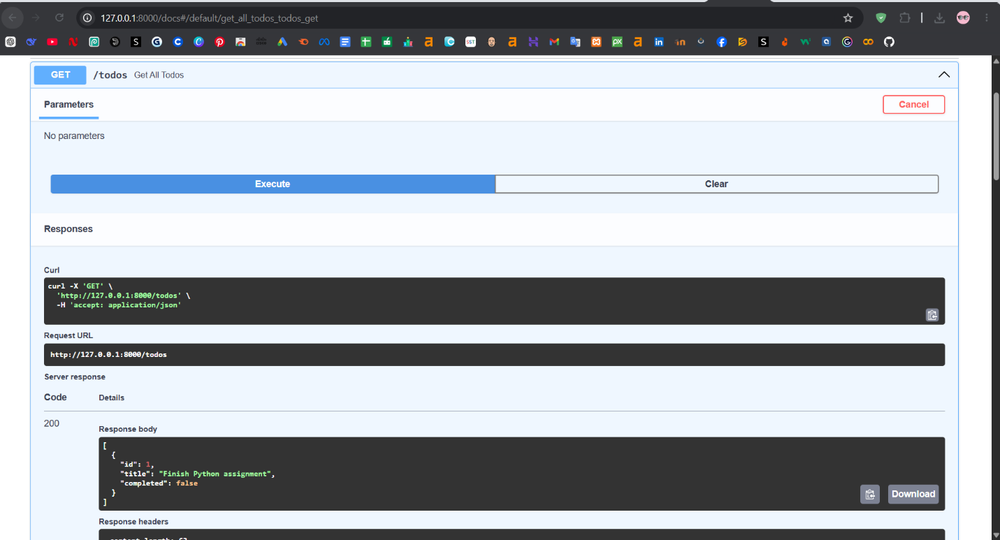 127.0.0.1:8000/docs#/default/get_all_todos_todos_get
GET /todos Get All Todos
Parameters
Cancel
No parameters
Execute
Clear
Responses
Curl
curl -X 'GET' \
'http://127.0.0.1:8000/todos' \
-H 'accept: application/json'
Request URL
http://127.0.0.1:8000/todos
Server response
Code Details
200
Response body
[
{
"id": 1,
"title": "Finish Python assignment",
"completed": false
}
]
Download
Response headers